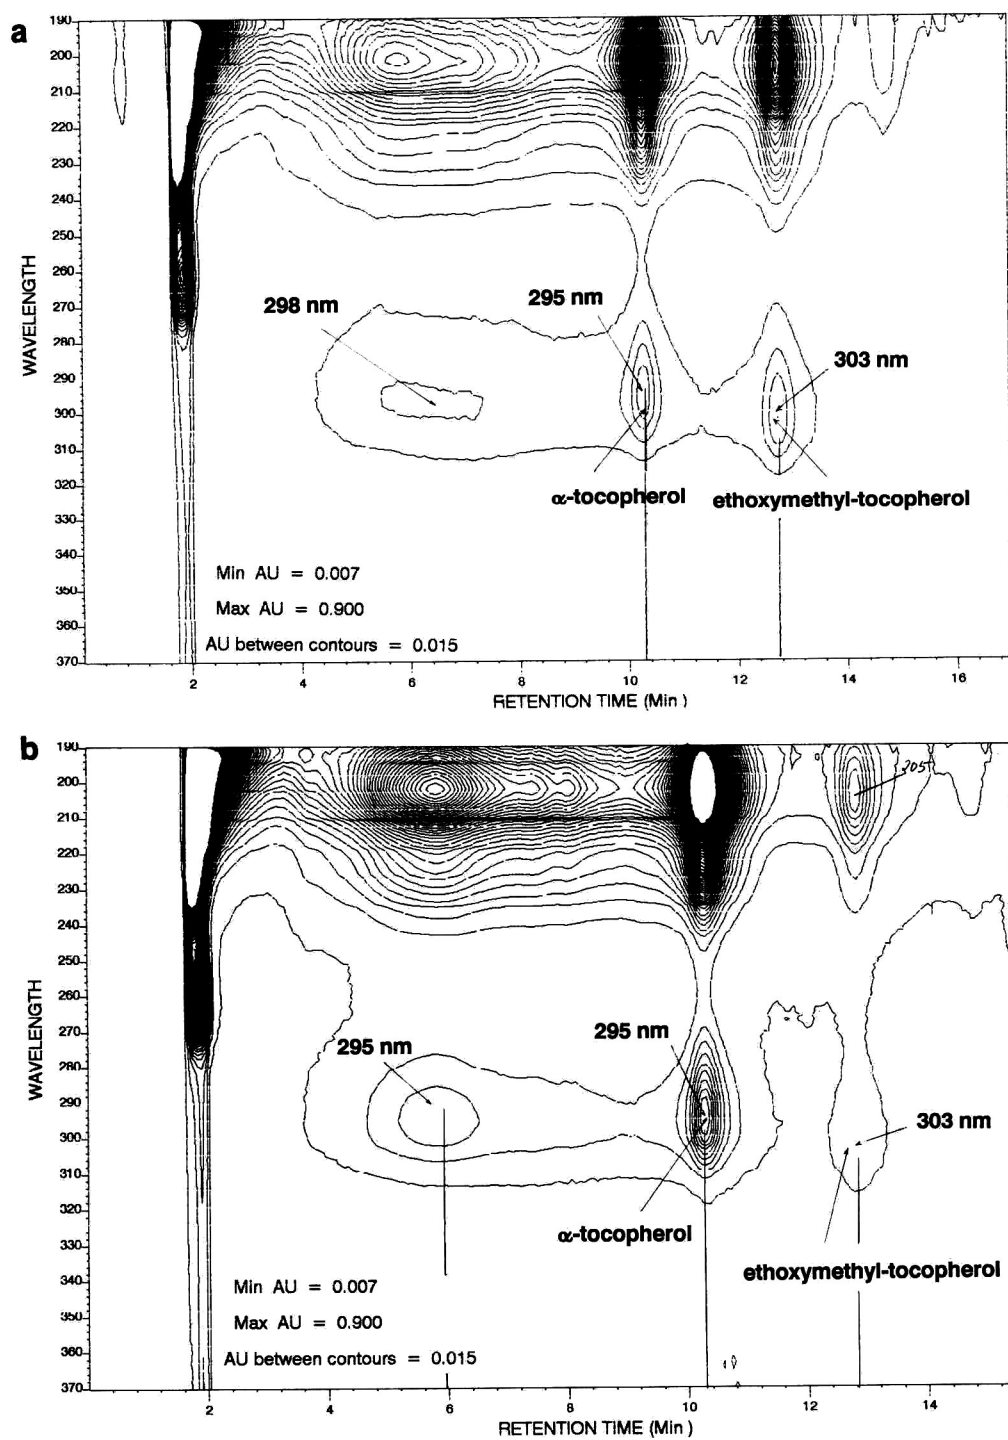 a
190
200
210
220
230
240
250
260
270
280
290
300
310
320
330
340
350
360
370
WAVELENGTH
298 nm
295 nm
303 nm
α-tocopherol
ethoxymethyl-tocopherol
Min AU = 0.007
Max AU = 0.900
AU between contours = 0.015
2
4
6
8
10
12
14
16
RETENTION TIME (Min )
b
190
200
210
220
230
240
250
260
270
280
290
300
310
320
330
340
350
360
370
WAVELENGTH
205
295 nm
295 nm
303 nm
α-tocopherol
ethoxymethyl-tocopherol
Min AU = 0.007
Max AU = 0.900
AU between contours = 0.015
2
4
6
8
10
12
14
RETENTION TIME (Min )